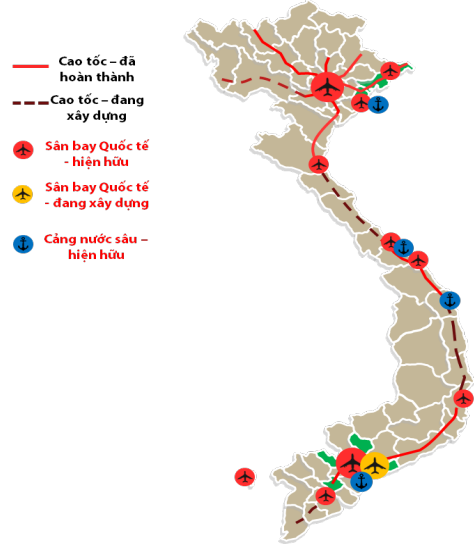 Cao tốc – đã
hoàn thành
Cao tốc – đang
xây dựng
Sân bay Quốc tế
- hiện hữu
Sân bay Quốc tế
- đang xây dựng
Cảng nước sâu –
hiện hữu